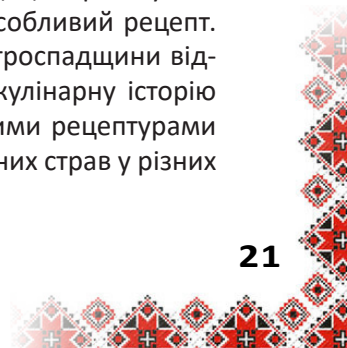 собливий рецепт.
троспадщини від-
кулінарну історію
ими рецептурами
них страв у різних
21